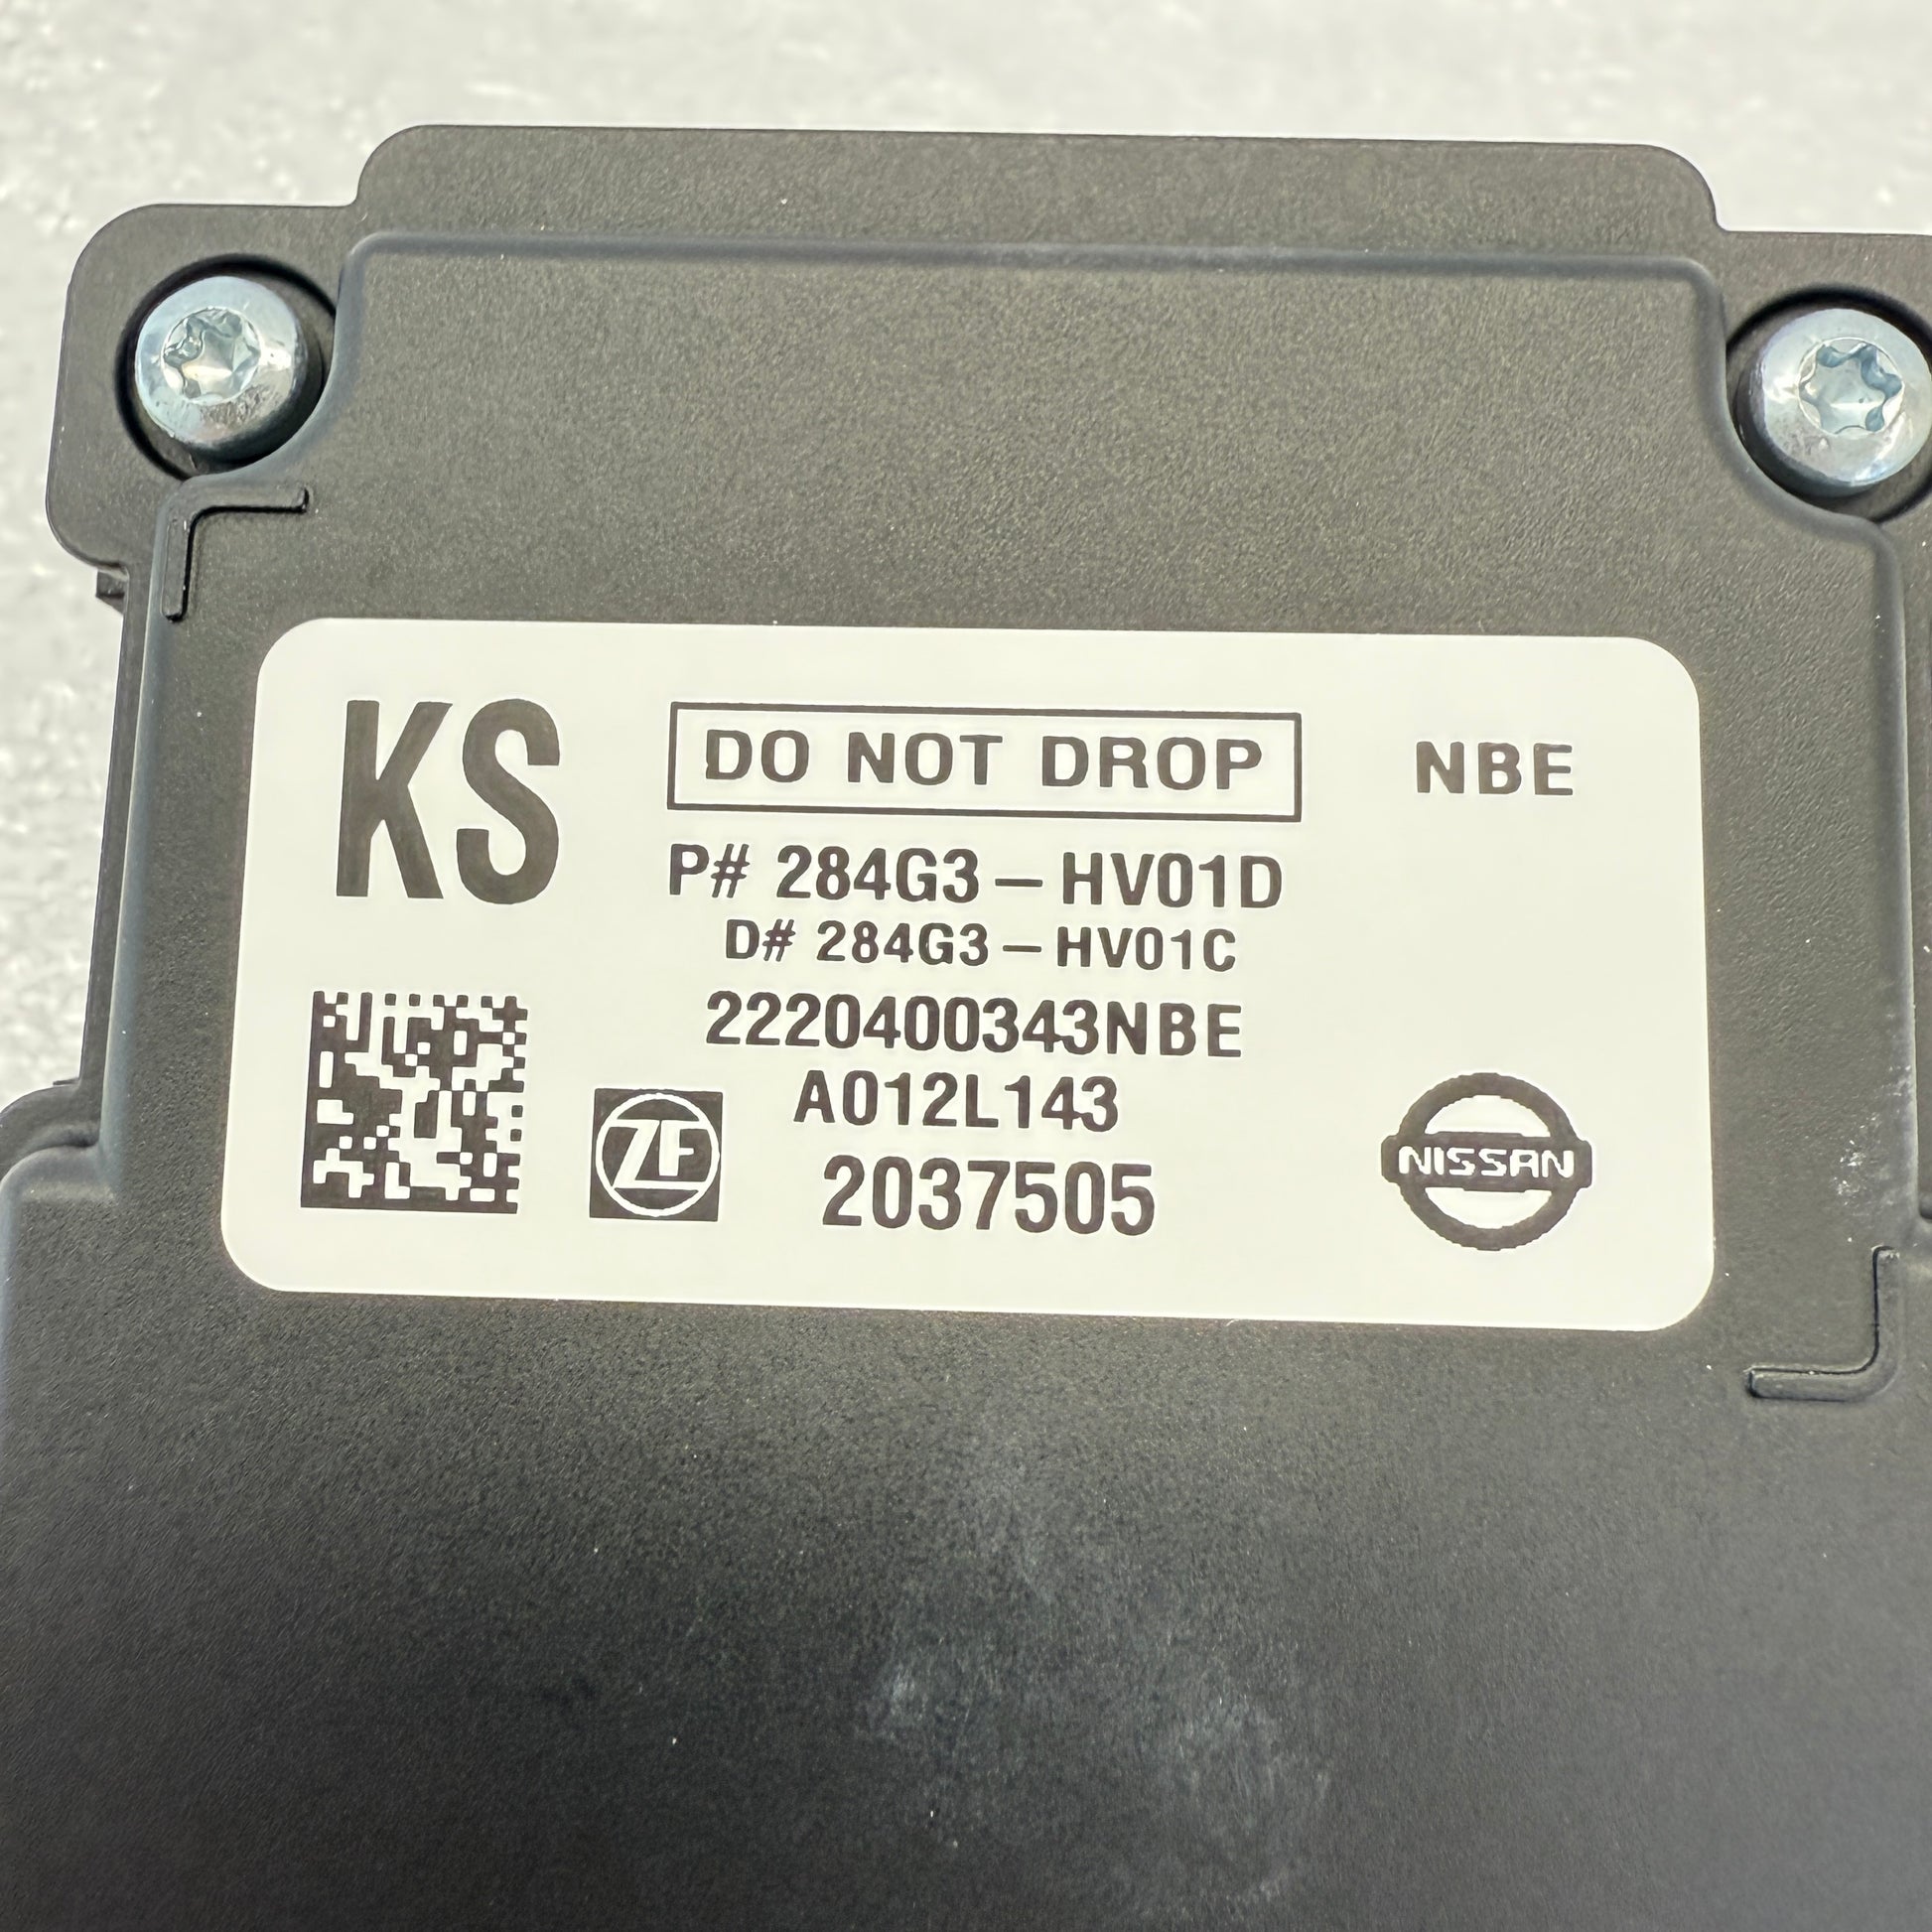 KS
DO NOT DROP
NBE
P# 284G3-HV01D
D# 284G3-HV01C
2220400343NBE
A012L143
2037505
ZF
NISSAN